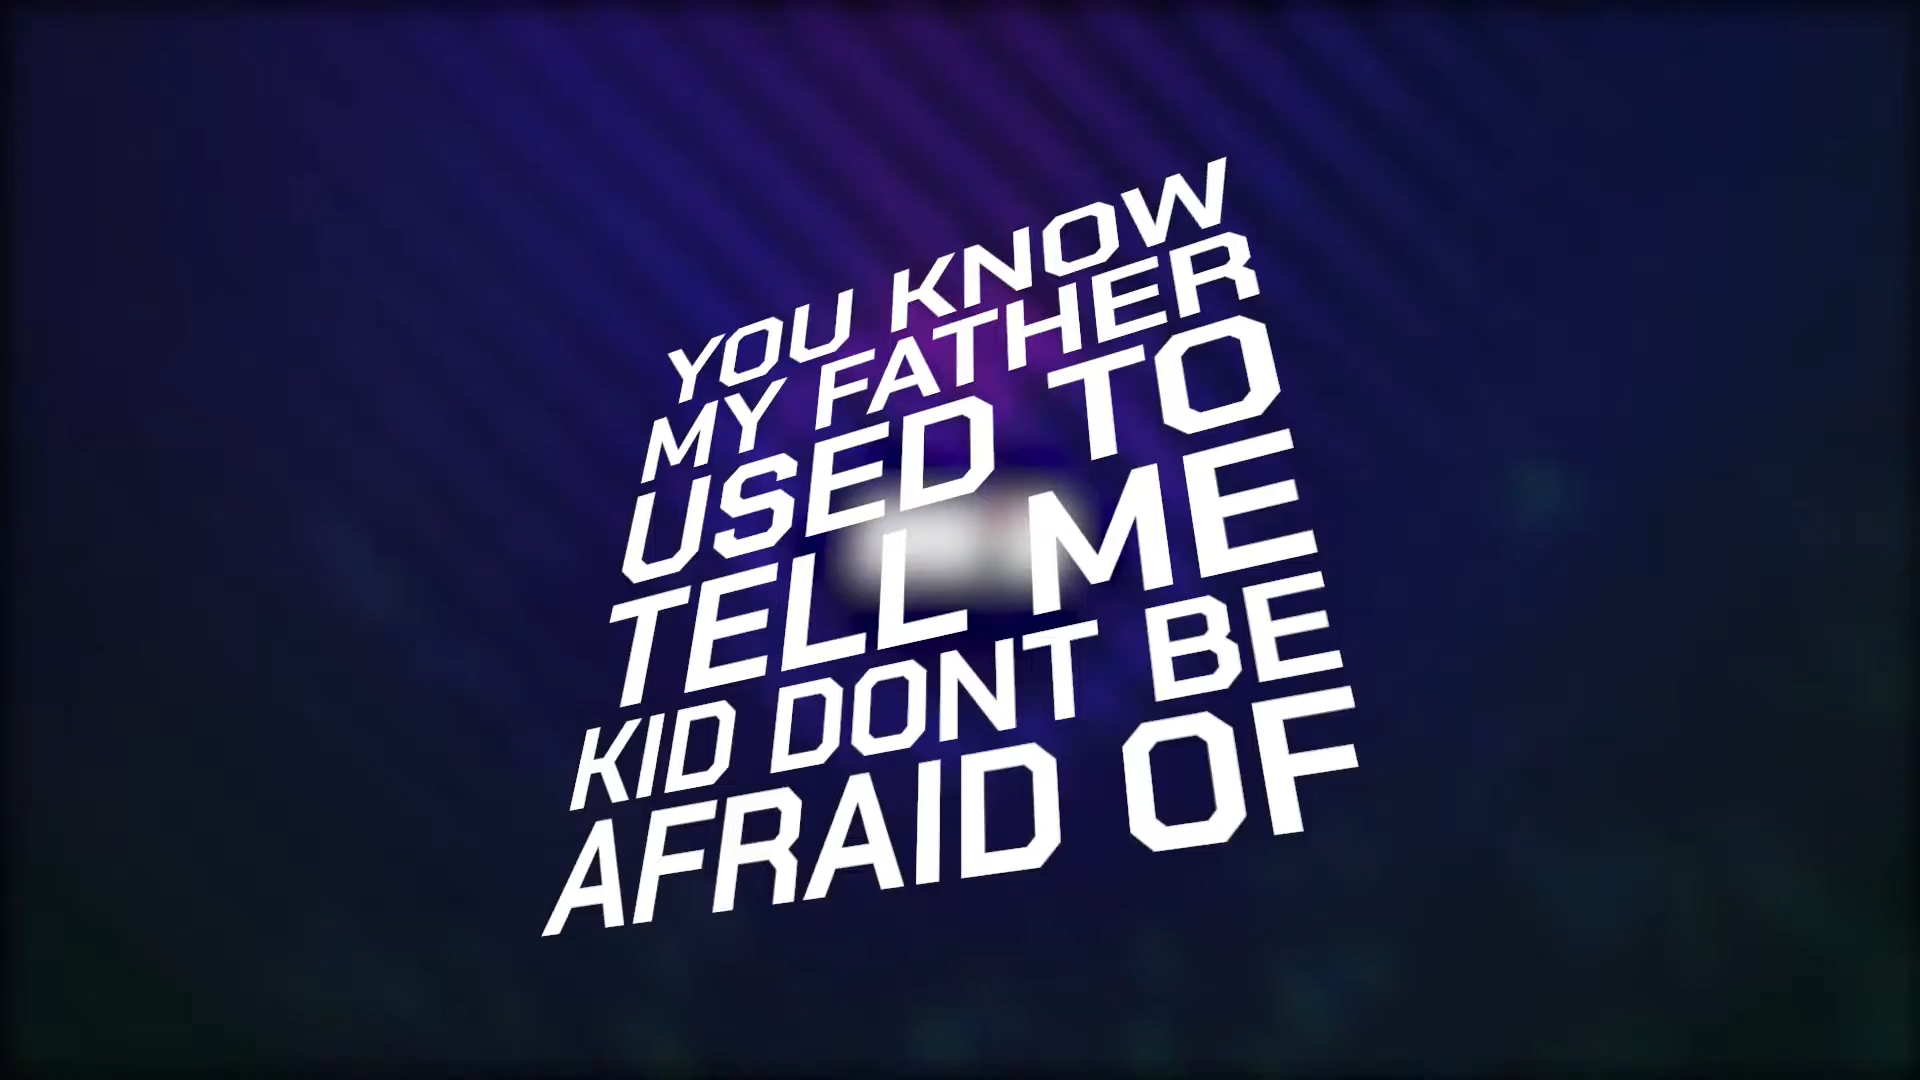 YOU KNOW
MY FATHER
USED TO
TELL ME
KID DONT BE
AFRAID OF